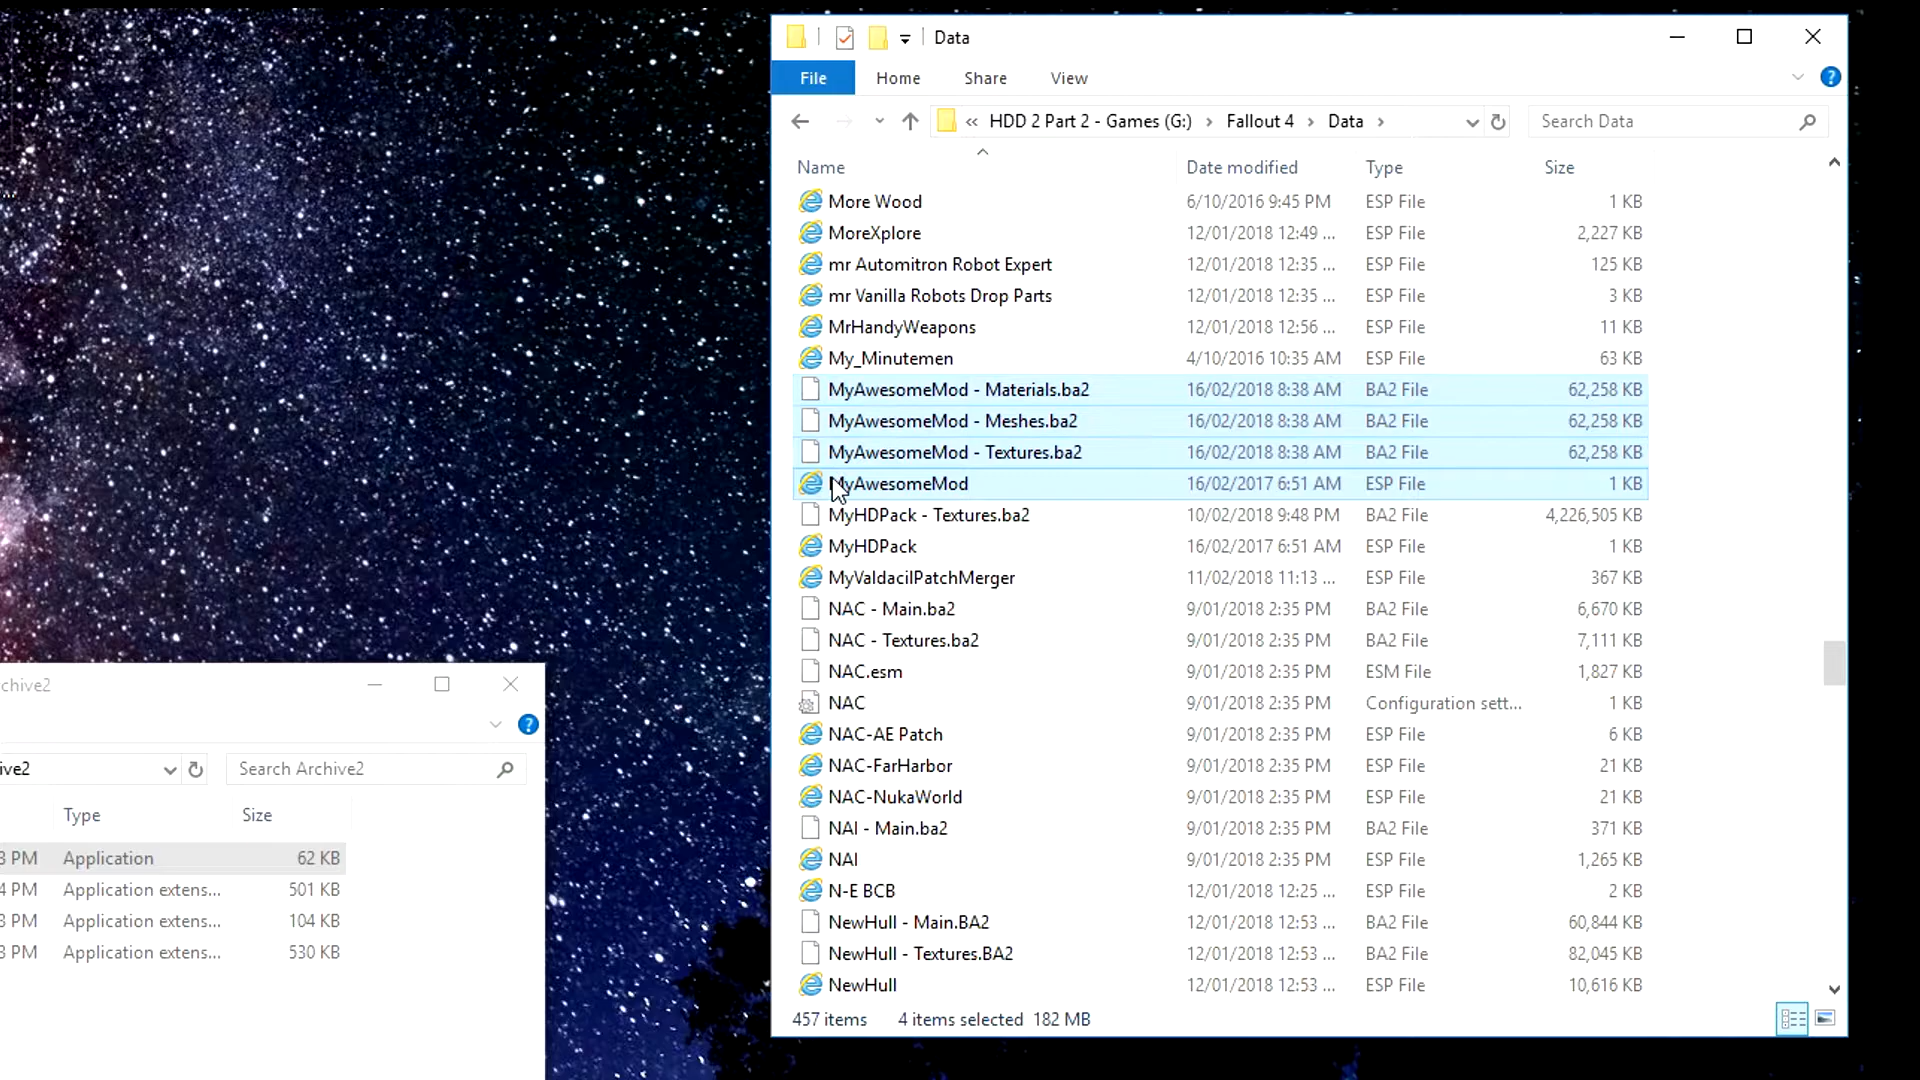 Data
File Home Share View
« HDD 2 Part 2 - Games (G:) › Fallout 4 › Data › Search Data
Name Date modified Type Size
More Wood 6/10/2016 9:45 PM ESP File 1 KB
MoreXplore 12/01/2018 12:49 ... ESP File 2,227 KB
mr Automitron Robot Expert 12/01/2018 12:35 ... ESP File 125 KB
mr Vanilla Robots Drop Parts 12/01/2018 12:35 ... ESP File 3 KB
MrHandyWeapons 12/01/2018 12:56 ... ESP File 11 KB
My_Minutemen 4/10/2016 10:35 AM ESP File 63 KB
MyAwesomeMod - Materials.ba2 16/02/2018 8:38 AM BA2 File 62,258 KB
MyAwesomeMod - Meshes.ba2 16/02/2018 8:38 AM BA2 File 62,258 KB
MyAwesomeMod - Textures.ba2 16/02/2018 8:38 AM BA2 File 62,258 KB
MyAwesomeMod 16/02/2017 6:51 AM ESP File 1 KB
MyHDPack - Textures.ba2 10/02/2018 9:48 PM BA2 File 4,226,505 KB
MyHDPack 16/02/2017 6:51 AM ESP File 1 KB
MyValdacilPatchMerger 11/02/2018 11:13 ... ESP File 367 KB
NAC - Main.ba2 9/01/2018 2:35 PM BA2 File 6,670 KB
NAC - Textures.ba2 9/01/2018 2:35 PM BA2 File 7,111 KB
NAC.esm 9/01/2018 2:35 PM ESM File 1,827 KB
NAC 9/01/2018 2:35 PM Configuration sett... 1 KB
NAC-AE Patch 9/01/2018 2:35 PM ESP File 6 KB
NAC-FarHarbor 9/01/2018 2:35 PM ESP File 21 KB
NAC-NukaWorld 9/01/2018 2:35 PM ESP File 21 KB
NAI - Main.ba2 9/01/2018 2:35 PM BA2 File 371 KB
NAI 9/01/2018 2:35 PM ESP File 1,265 KB
N-E BCB 12/01/2018 12:25 ... ESP File 2 KB
NewHull - Main.BA2 12/01/2018 12:53 ... BA2 File 60,844 KB
NewHull - Textures.BA2 12/01/2018 12:53 ... BA2 File 82,045 KB
NewHull 12/01/2018 12:53 ... ESP File 10,616 KB
457 items 4 items selected 182 MB
chive2
ive2 Search Archive2
Type Size
3 PM Application 62 KB
4 PM Application extens... 501 KB
3 PM Application extens... 104 KB
3 PM Application extens... 530 KB